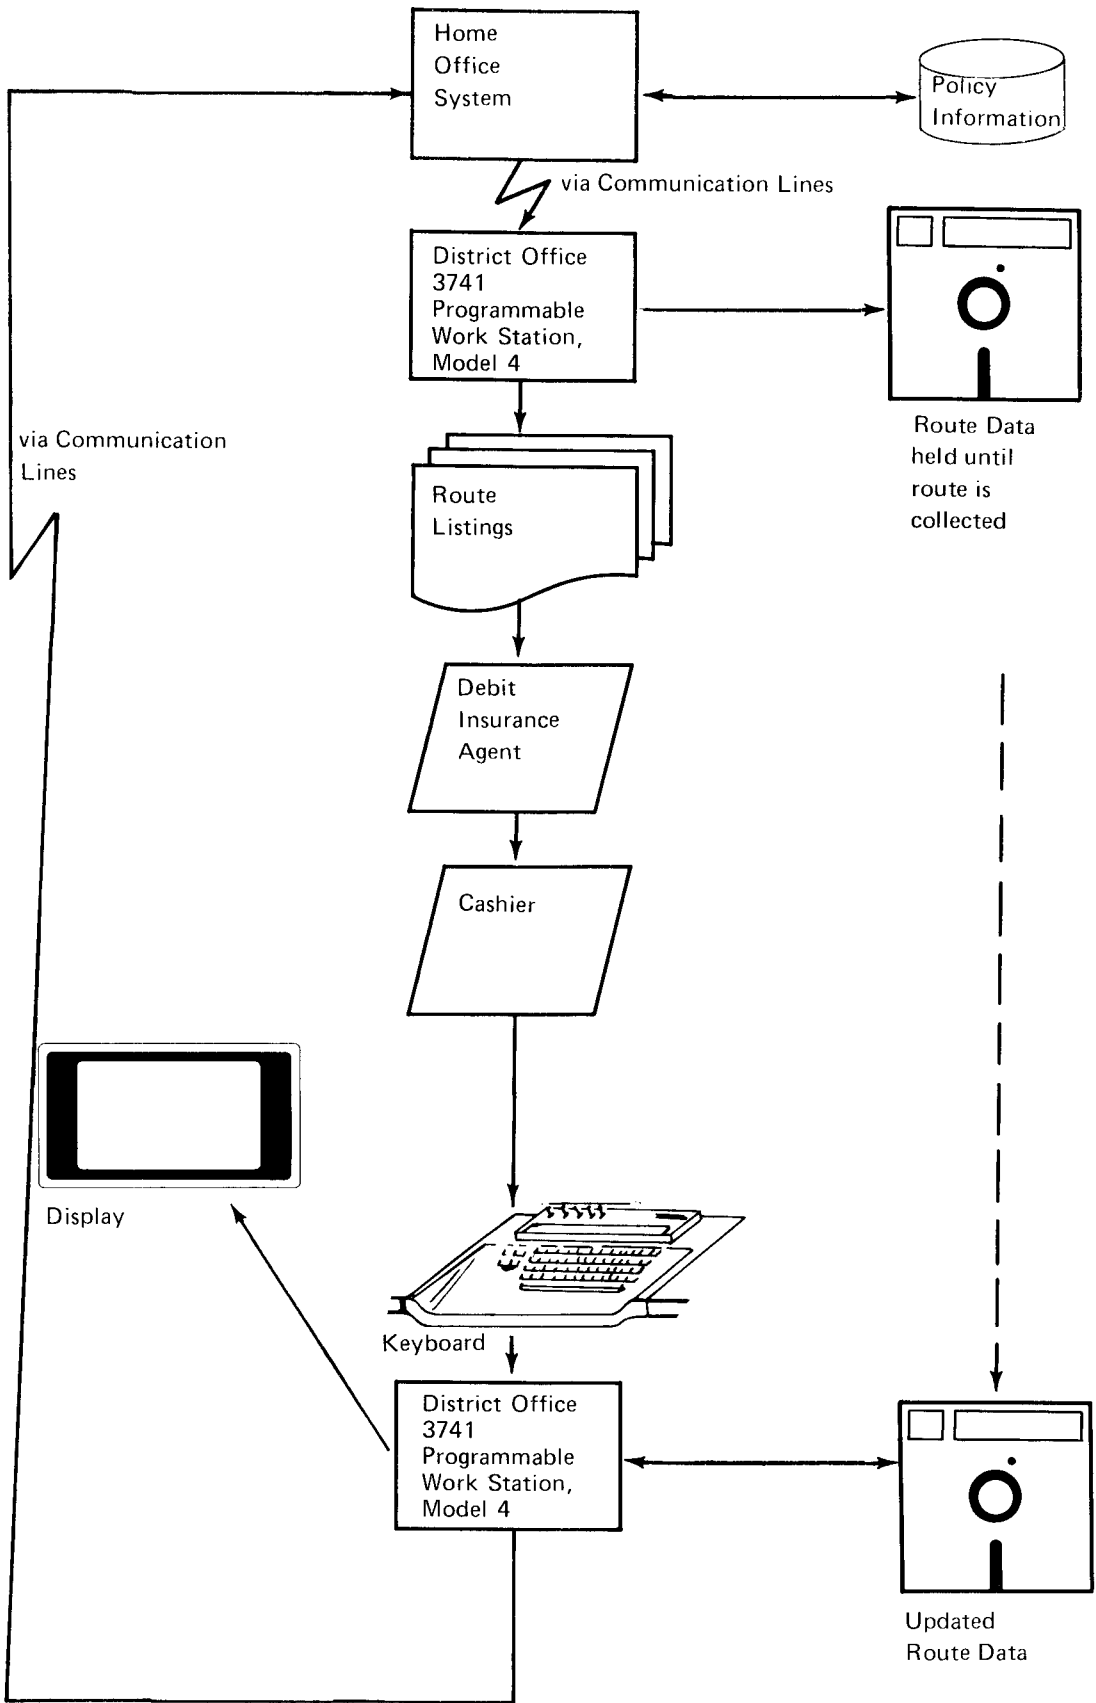 Home
Office
System
Policy
Information
via Communication Lines
District Office
3741
Programmable
Work Station,
Model 4
Route Data
held until
route is
collected
via Communication
Lines
Route
Listings
Debit
Insurance
Agent
Cashier
Display
Keyboard
District Office
3741
Programmable
Work Station,
Model 4
Updated
Route Data